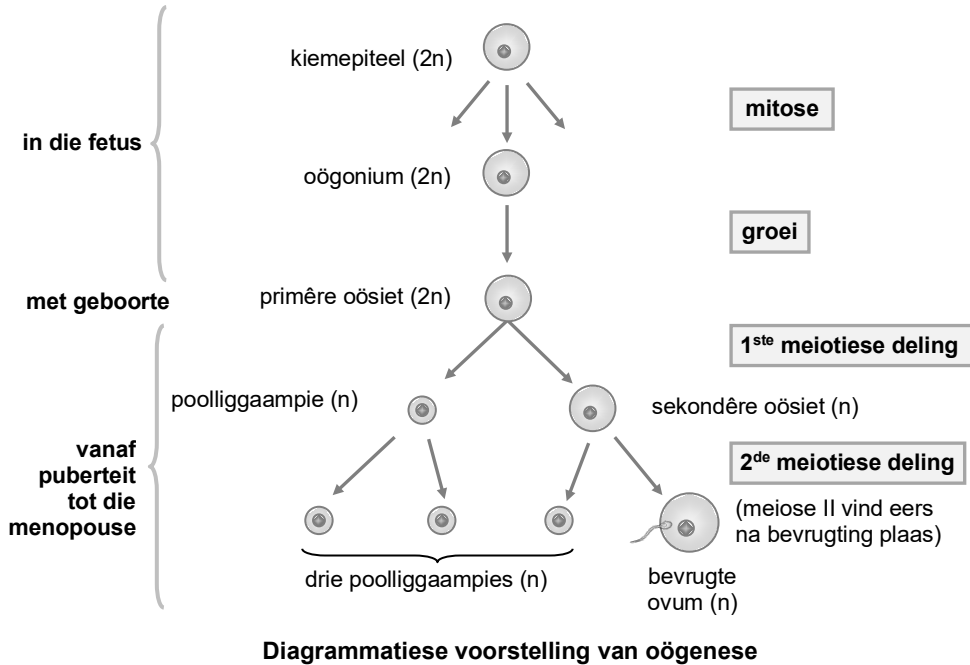 kiemepiteel (2n)
mitose
in die fetus
oögonium (2n)
groei
met geboorte
primêre oösiet (2n)
1ste meiotiese deling
poolliggaampie (n)
sekondêre oösiet (n)
vanaf
puberteit
tot die
menopouse
2de meiotiese deling
(meiose II vind eers
na bevrugting plaas)
drie poolliggaampies (n)
bevrugte
ovum (n)
Diagrammatiese voorstelling van oögenese